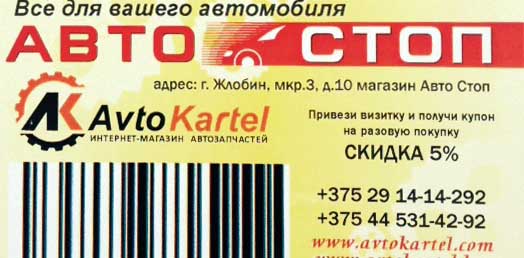 Все для вашего автомобиля
АВТО СТОП
адрес: г. Жлобин, мкр.3, д.10 магазин Авто Стоп
AK AvtoKartel
ИНТЕРНЕТ-МАГАЗИН АВТОЗАПЧАСТЕЙ
Привези визитку и получи купон
на разовую покупку
СКИДКА 5%
+375 29 14-14-292
+375 44 531-42-92
www.avtokartel.com